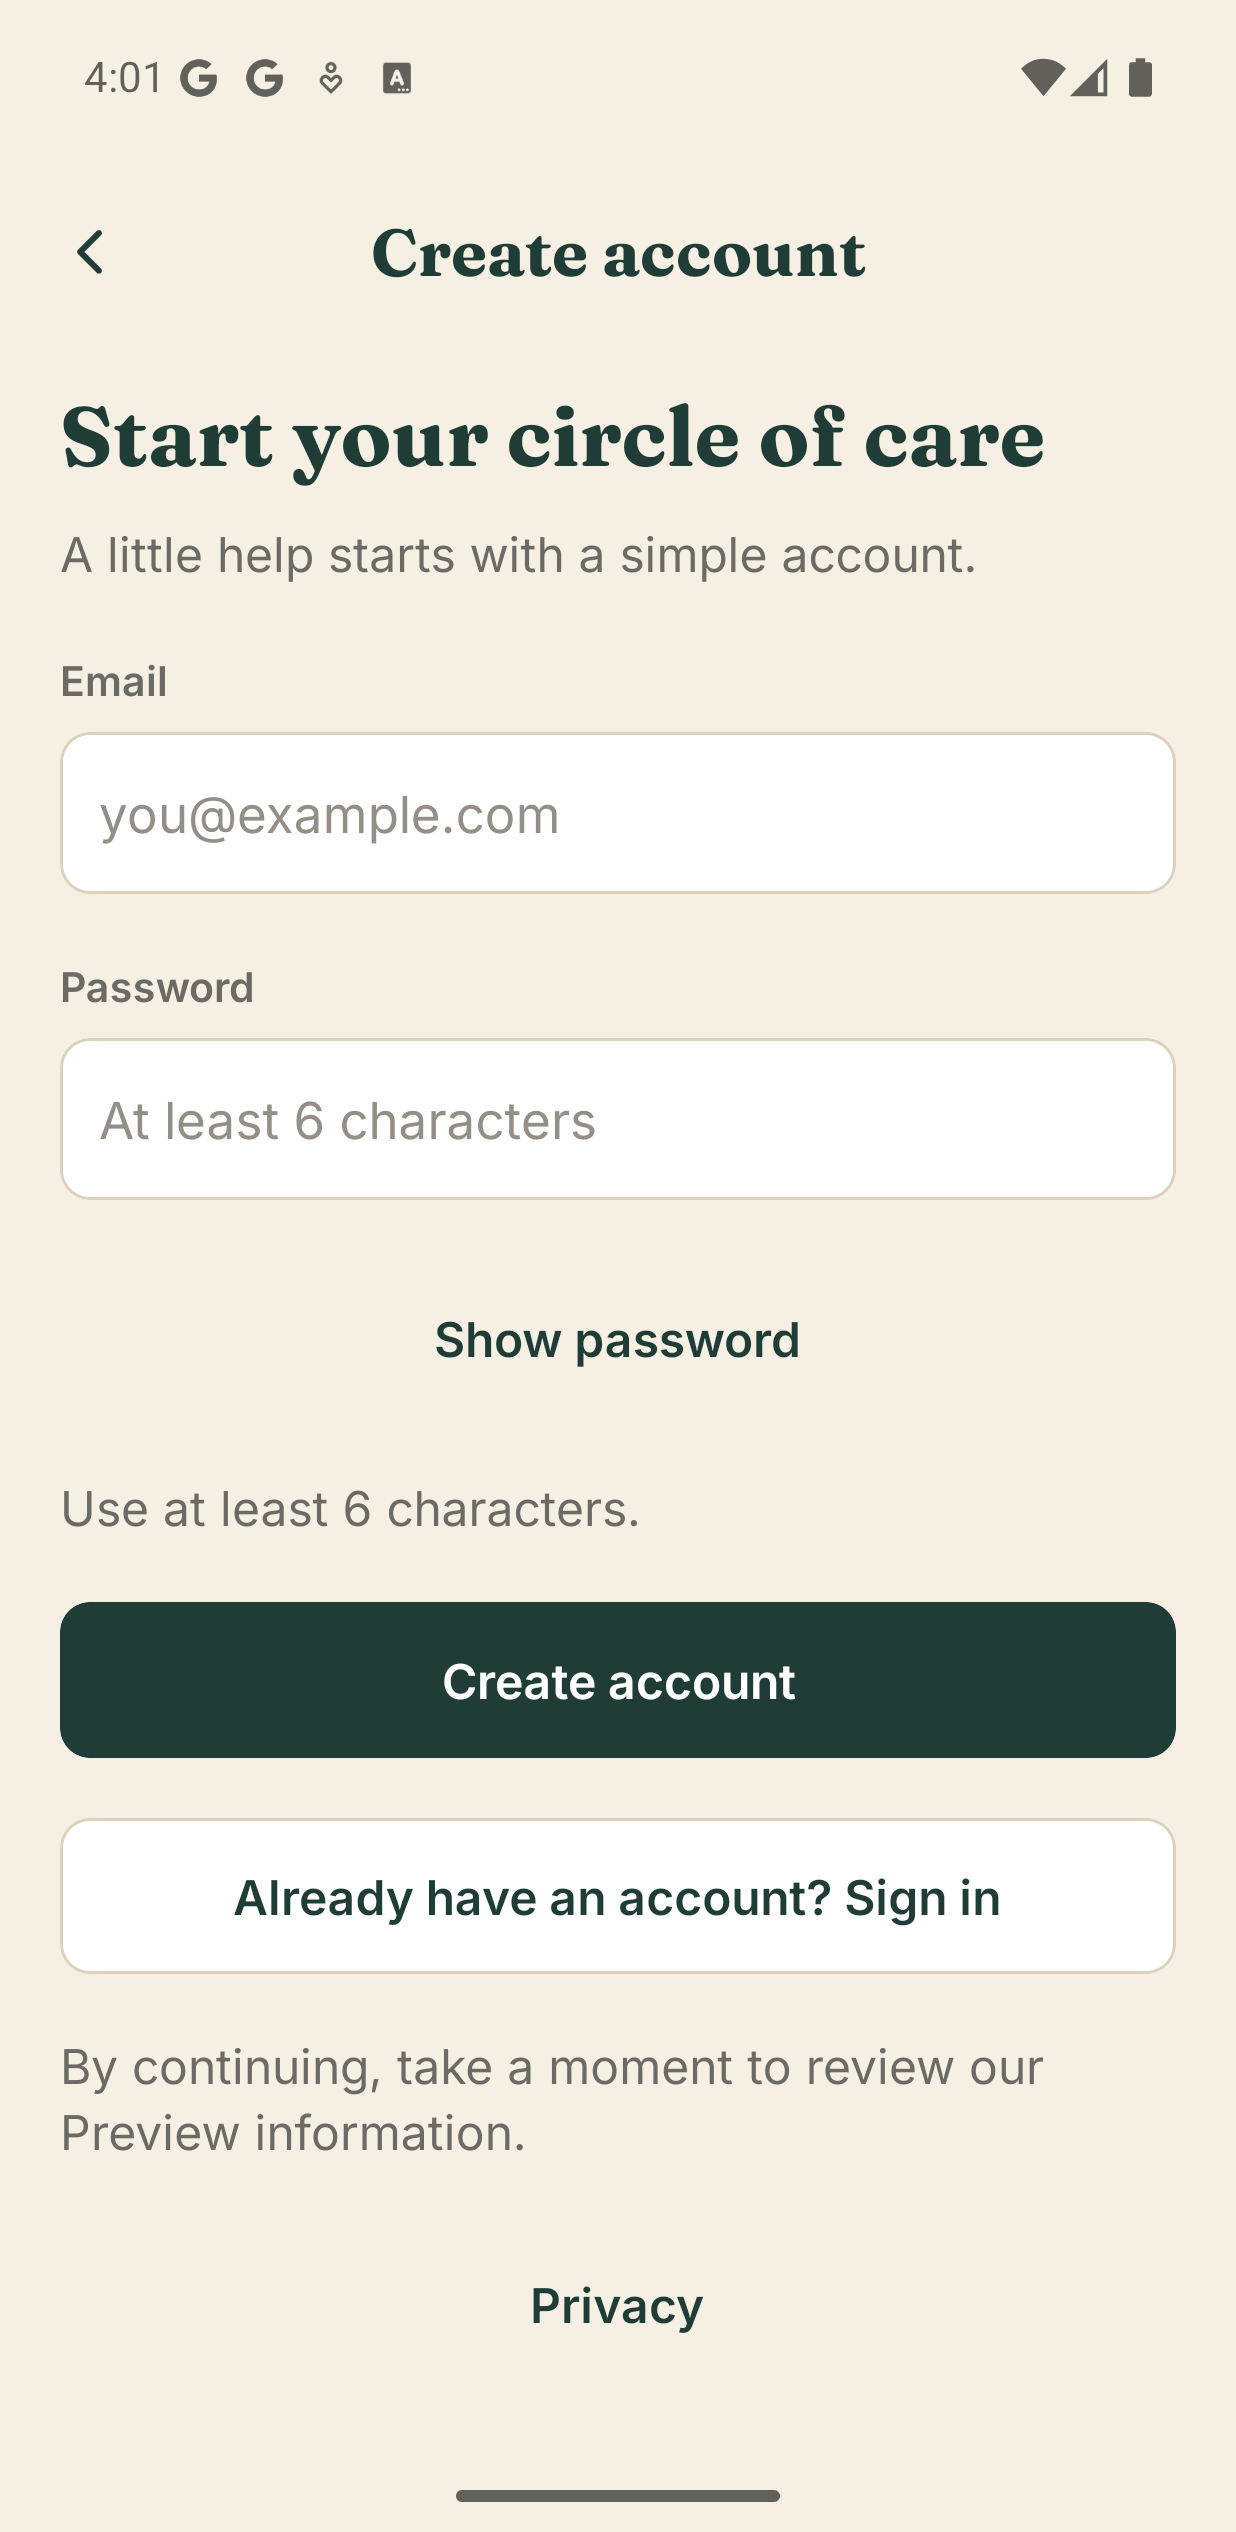 4:01
Create account
Start your circle of care
A little help starts with a simple account.
Email
you@example.com
Password
At least 6 characters
Show password
Use at least 6 characters.
Create account
Already have an account? Sign in
By continuing, take a moment to review our
Preview information.
Privacy